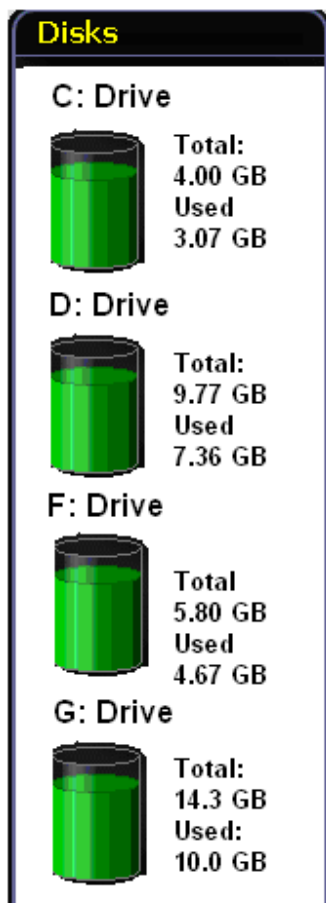 Disks
C: Drive
Total:
4.00 GB
Used
3.07 GB
D: Drive
Total:
9.77 GB
Used
7.36 GB
F: Drive
Total
5.80 GB
Used
4.67 GB
G: Drive
Total:
14.3 GB
Used:
10.0 GB